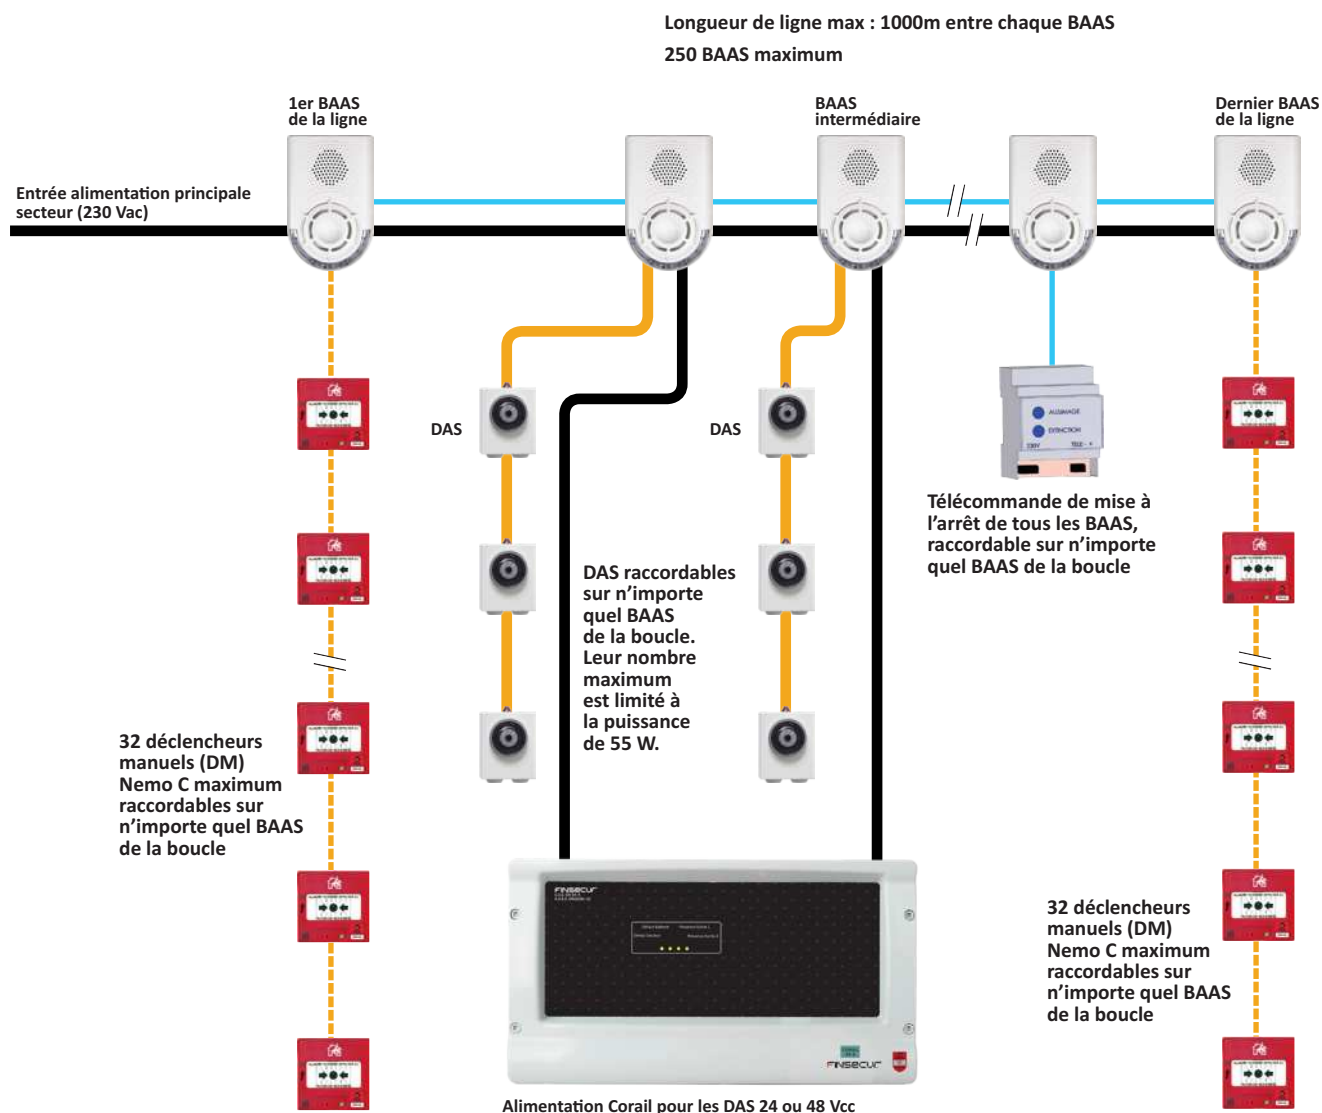 Longueur de ligne max : 1000m entre chaque BAAS
250 BAAS maximum
1er BAAS
de la ligne
BAAS
intermédiaire
Dernier BAAS
de la ligne
Entrée alimentation principale
secteur (230 Vac)
DAS
DAS
ALLUMAGE
EXTINCTION
230V
TELE - +
Télécommande de mise à
l'arrêt de tous les BAAS,
raccordable sur n'importe
quel BAAS de la boucle
DAS raccordables
sur n'importe
quel BAAS
de la boucle.
Leur nombre
maximum
est limité à
la puissance
de 55 W.
32 déclencheurs
manuels (DM)
Nemo C maximum
raccordables sur
n'importe quel BAAS
de la boucle
32 déclencheurs
manuels (DM)
Nemo C maximum
raccordables sur
n'importe quel BAAS
de la boucle
FINSECUR
FINSECUR
Alimentation Corail pour les DAS 24 ou 48 Vcc